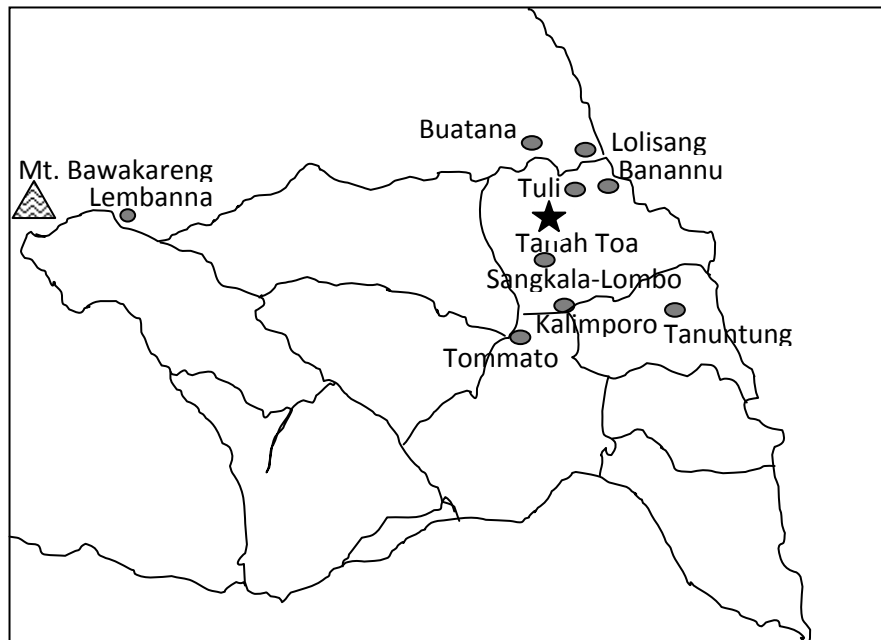 Buatana
Lolisang
Mt. Bawakareng
Banannu
Lembanna
Tuli
Tanah Toa
Sangkala-Lombo
Kalimporo
Tanuntung
Tommato